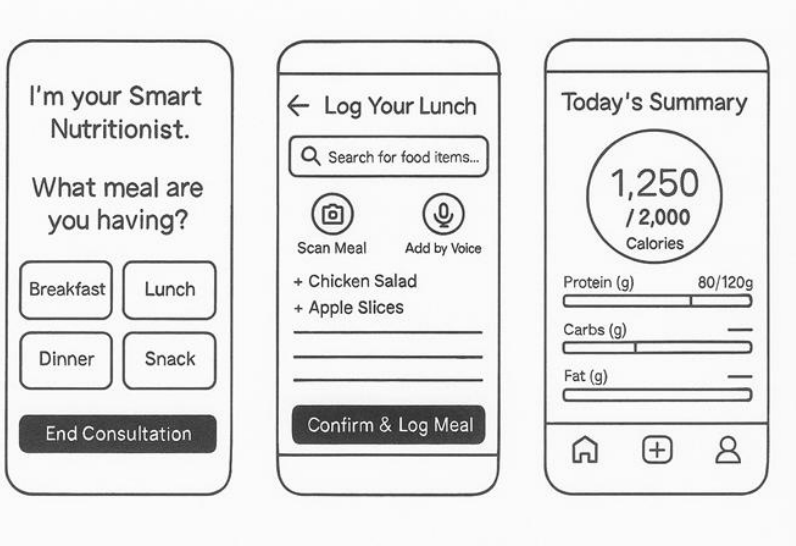 I'm your Smart
Nutritionist.
What meal are
you having?
Breakfast
Lunch
Dinner
Snack
End Consultation
Log Your Lunch
Search for food items...
Scan Meal
Add by Voice
+ Chicken Salad
+ Apple Slices
Confirm & Log Meal
Today's Summary
1,250
/ 2,000
Calories
Protein (g) 80/120g
Carbs (g)
Fat (g)